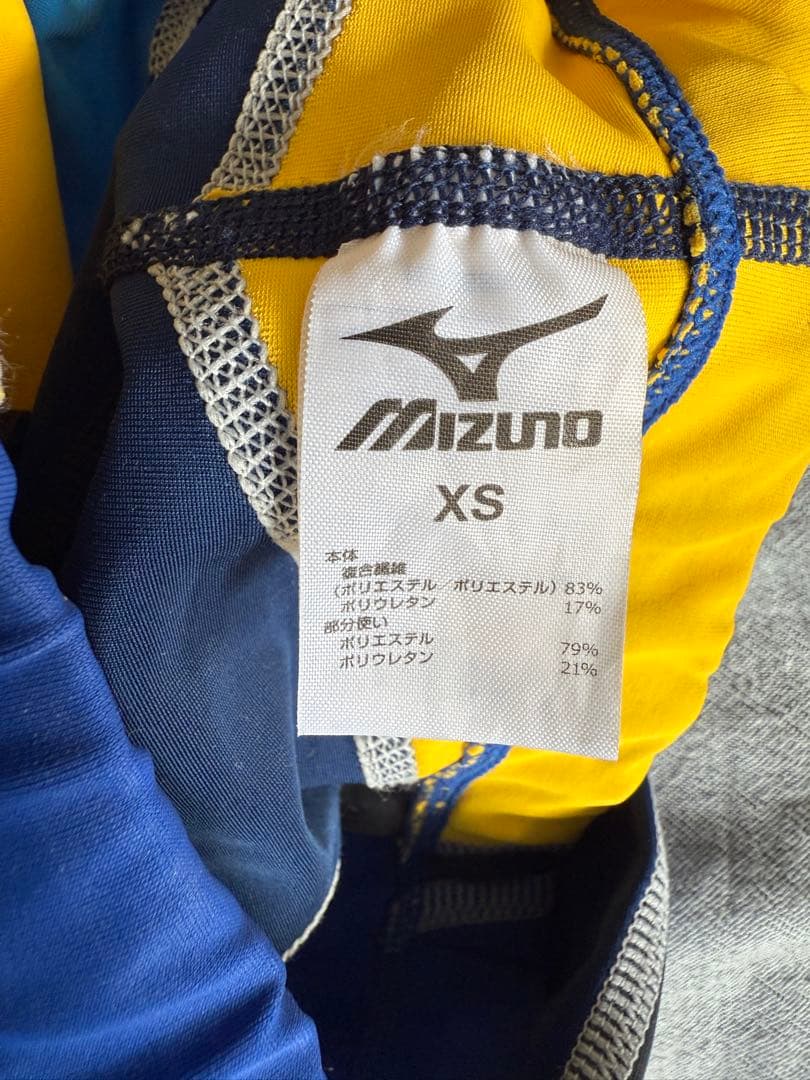 MIZUNO
XS
本体
複合繊維
(ポリエステル ポリエステル) 83%
ポリウレタン 17%
部分使い
ポリエステル 79%
ポリウレタン 21%